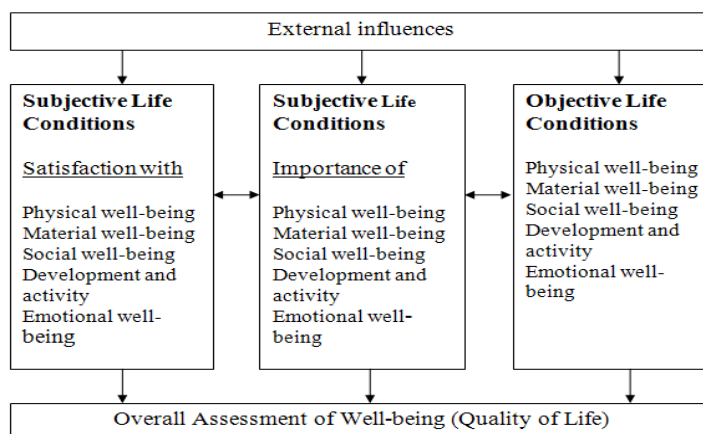 External influences
Subjective Life
Conditions
Satisfaction with
Physical well-being
Material well-being
Social well-being
Development and
activity
Emotional well-
being
Subjective Life
Conditions
Importance of
Physical well-being
Material well-being
Social well-being
Development and
activity
Emotional well-
being
Objective Life
Conditions
Physical well-being
Material well-being
Social well-being
Development and
activity
Emotional well-
being
Overall Assessment of Well-being (Quality of Life)